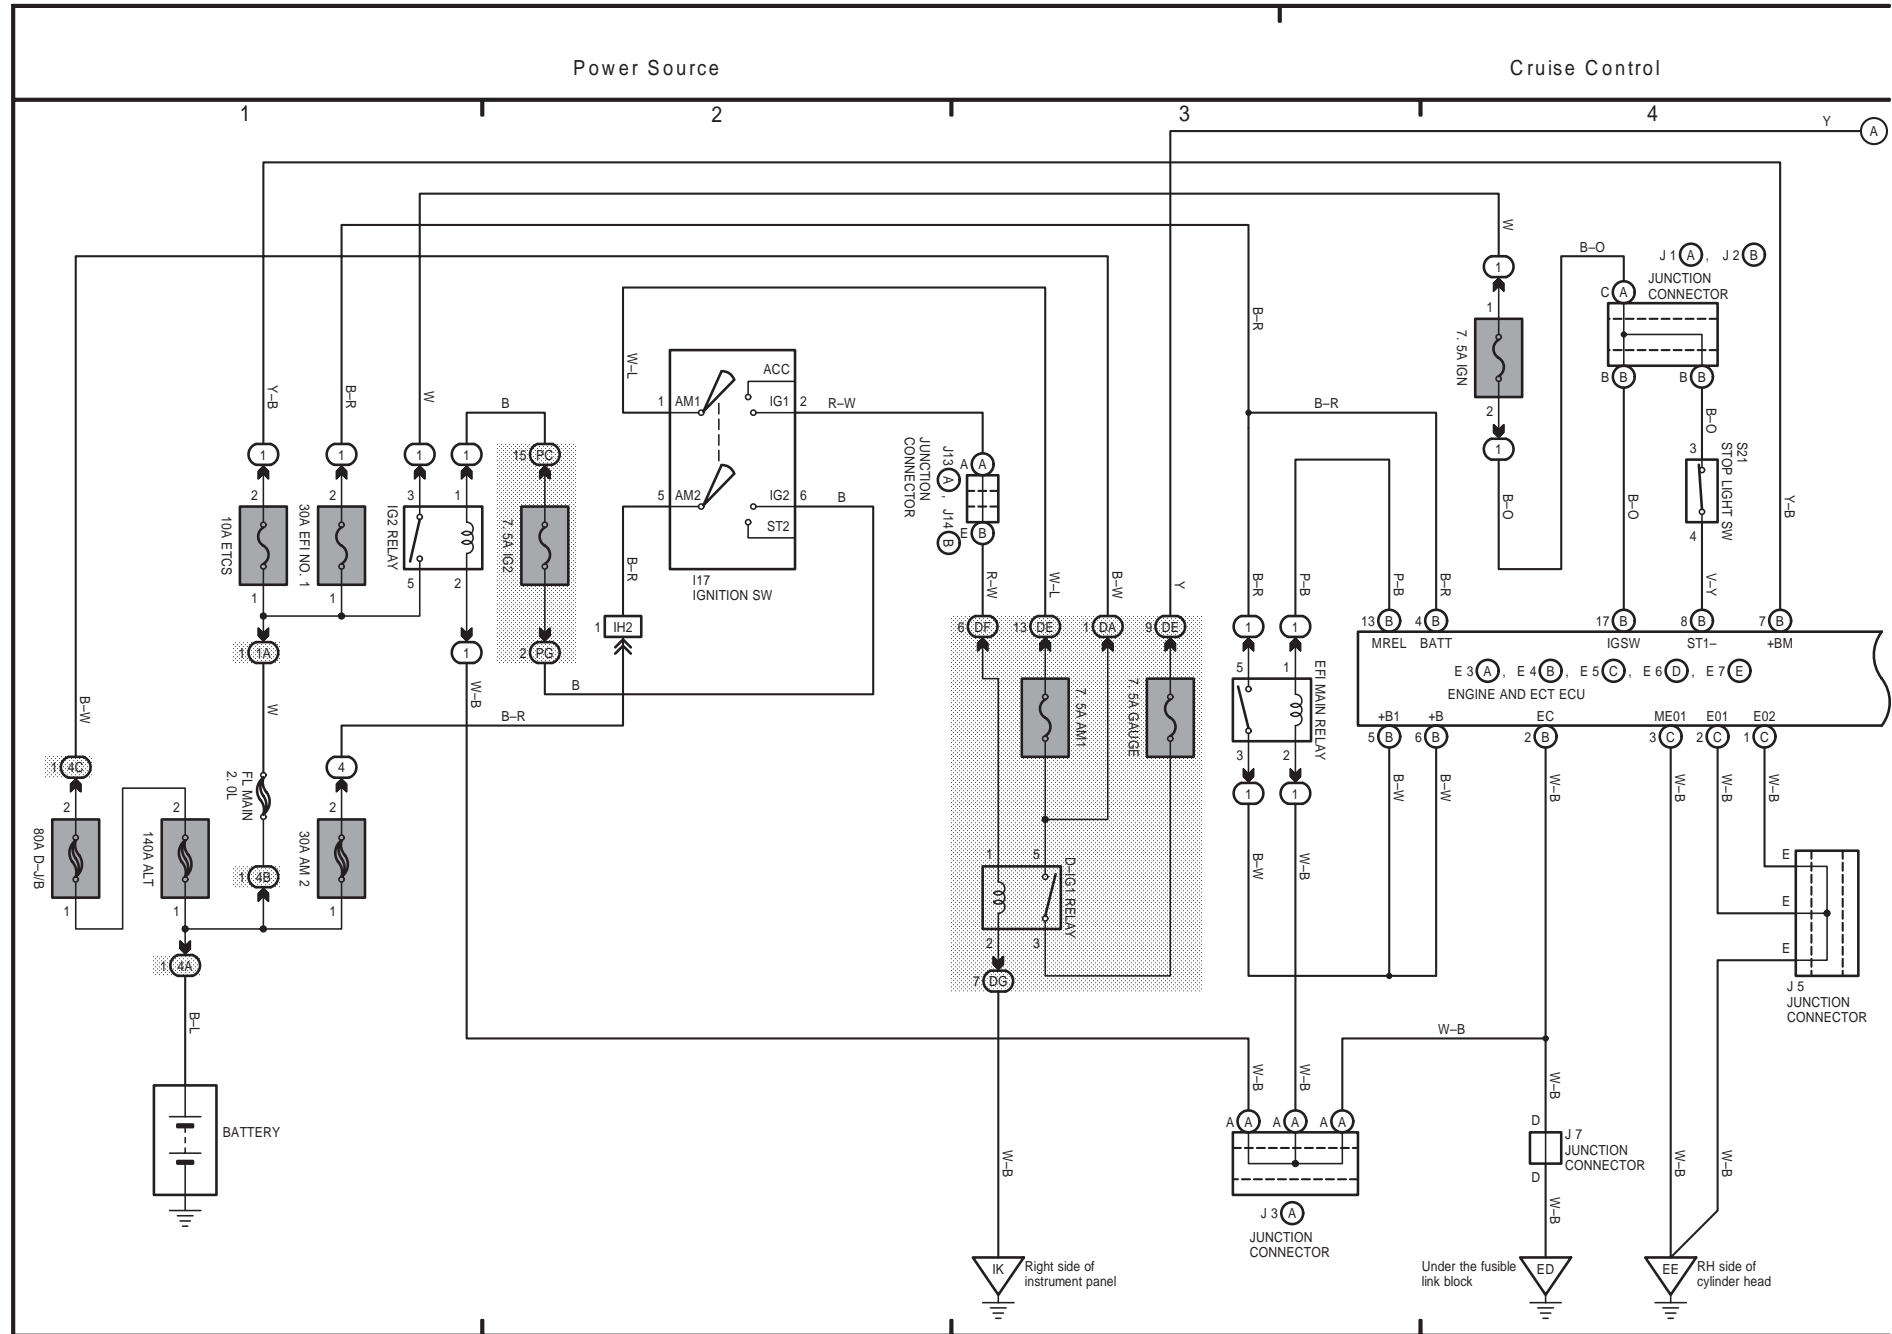 Power Source
Cruise Control
1
2
3
4
Y
A
W
B–O
J 1 A , J 2 B
JUNCTION
CONNECTOR
1
C A
1
7. 5A IGN
2
1
B B
B B
B–O
B–R
W–L
Y–B
B–R
W
B
ACC
1 AM1
IG1 2
R–W
B–R
5 AM2
IG2 6
B
ST2
I17
IGNITION SW
1
1
1
1
15 PC
2
2
3
1
10A ETCS
30A EFI NO. 1
IG2 RELAY
7. 5A IG2
1
1
5
2
B–R
J13 A , J14 B
JUNCTION
CONNECTOR
A A
E B
3
S21
STOP LIGHT SW
4
B–O
B–O
Y–B
V–Y
R–W
W–L
B–W
Y
B–R
P–B
P–B
B–R
1 IH2
1 1A
1
2 PG
B
6 DF
13 DE
1 DA
9 DE
1
1
13 B
4 B
17 B
8 B
7 B
MREL
BATT
IGSW
ST1–
+BM
E 3 A , E 4 B , E 5 C , E 6 D , E 7 E
ENGINE AND ECT ECU
+B1
+B
EC
ME01
E01
E02
5 B
6 B
2 B
3 C
2 C
1 C
5
1
EFI MAIN RELAY
3
2
1
1
7. 5A AM1
7. 5A GAUGE
B–W
W
W–B
B–R
1 4C
4
2
2
FL MAIN
2. 0L
2
80A D–J/B
140A ALT
1 4B
30A AM 2
1
1
1
1 4A
B–L
BATTERY
1
5
D–IG1 RELAY
2
3
7 DG
B–W
W–B
B–W
B–W
W–B
W–B
W–B
W–B
E
E
E
J 5
JUNCTION
CONNECTOR
W–B
W–B
W–B
W–B
A A
A A
A A
D
J 7
JUNCTION
CONNECTOR
D
W–B
W–B
W–B
W–B
J 3 A
JUNCTION
CONNECTOR
IK
Right side of
instrument panel
Under the fusible
link block
ED
EE
RH side of
cylinder head